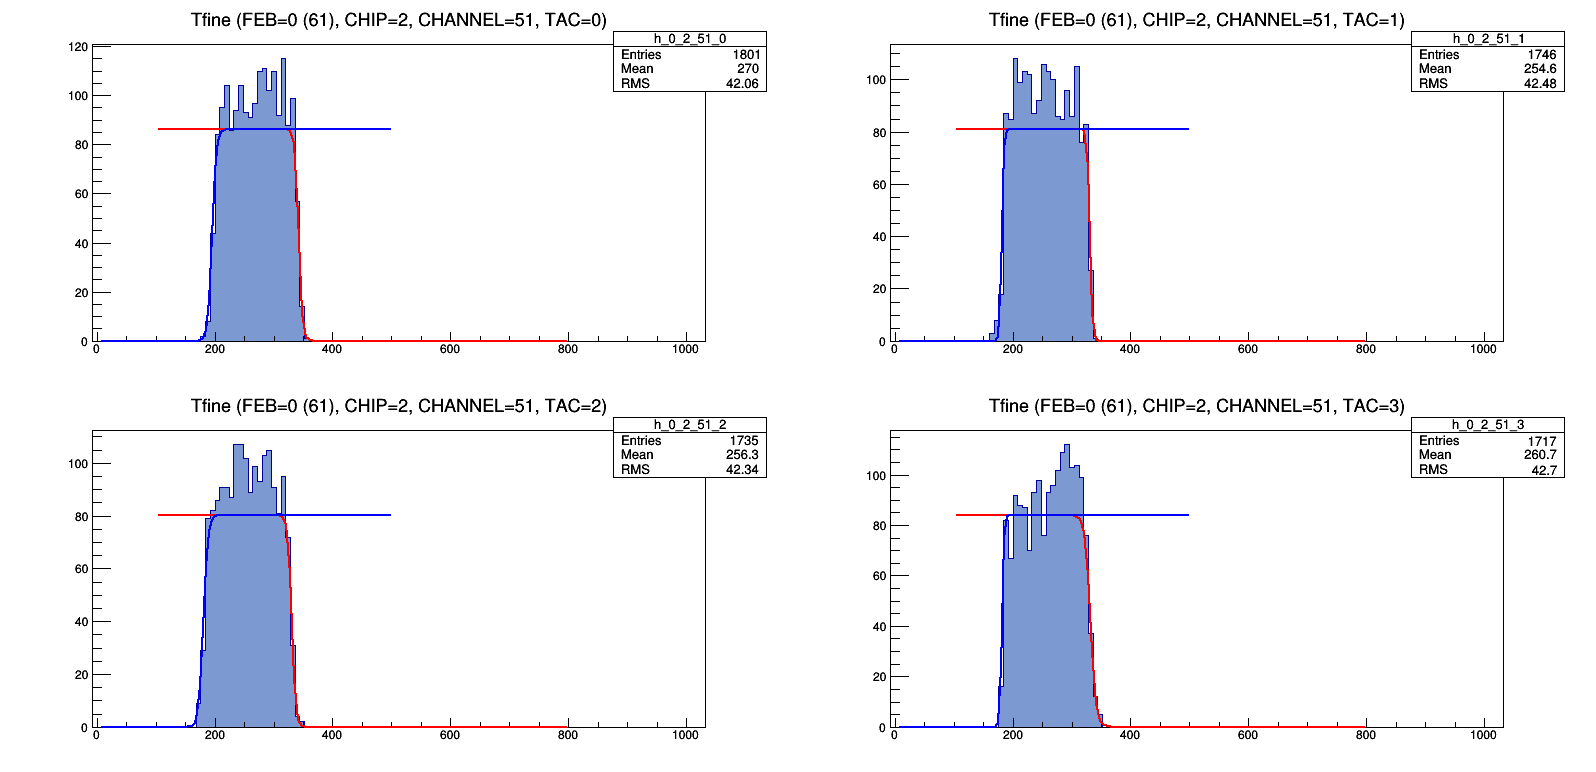 Tfine (FEB=0 (61), CHIP=2, CHANNEL=51, TAC=0)
h_0_2_51_0
Entries 1801
Mean 270
RMS 42.06
120
100
80
60
40
20
0
0 200 400 600 800 1000
Tfine (FEB=0 (61), CHIP=2, CHANNEL=51, TAC=1)
h_0_2_51_1
Entries 1746
Mean 254.6
RMS 42.48
100
80
60
40
20
0
0 200 400 600 800 1000
Tfine (FEB=0 (61), CHIP=2, CHANNEL=51, TAC=2)
h_0_2_51_2
Entries 1735
Mean 256.3
RMS 42.34
100
80
60
40
20
0
0 200 400 600 800 1000
Tfine (FEB=0 (61), CHIP=2, CHANNEL=51, TAC=3)
h_0_2_51_3
Entries 1717
Mean 260.7
RMS 42.7
100
80
60
40
20
0
0 200 400 600 800 1000